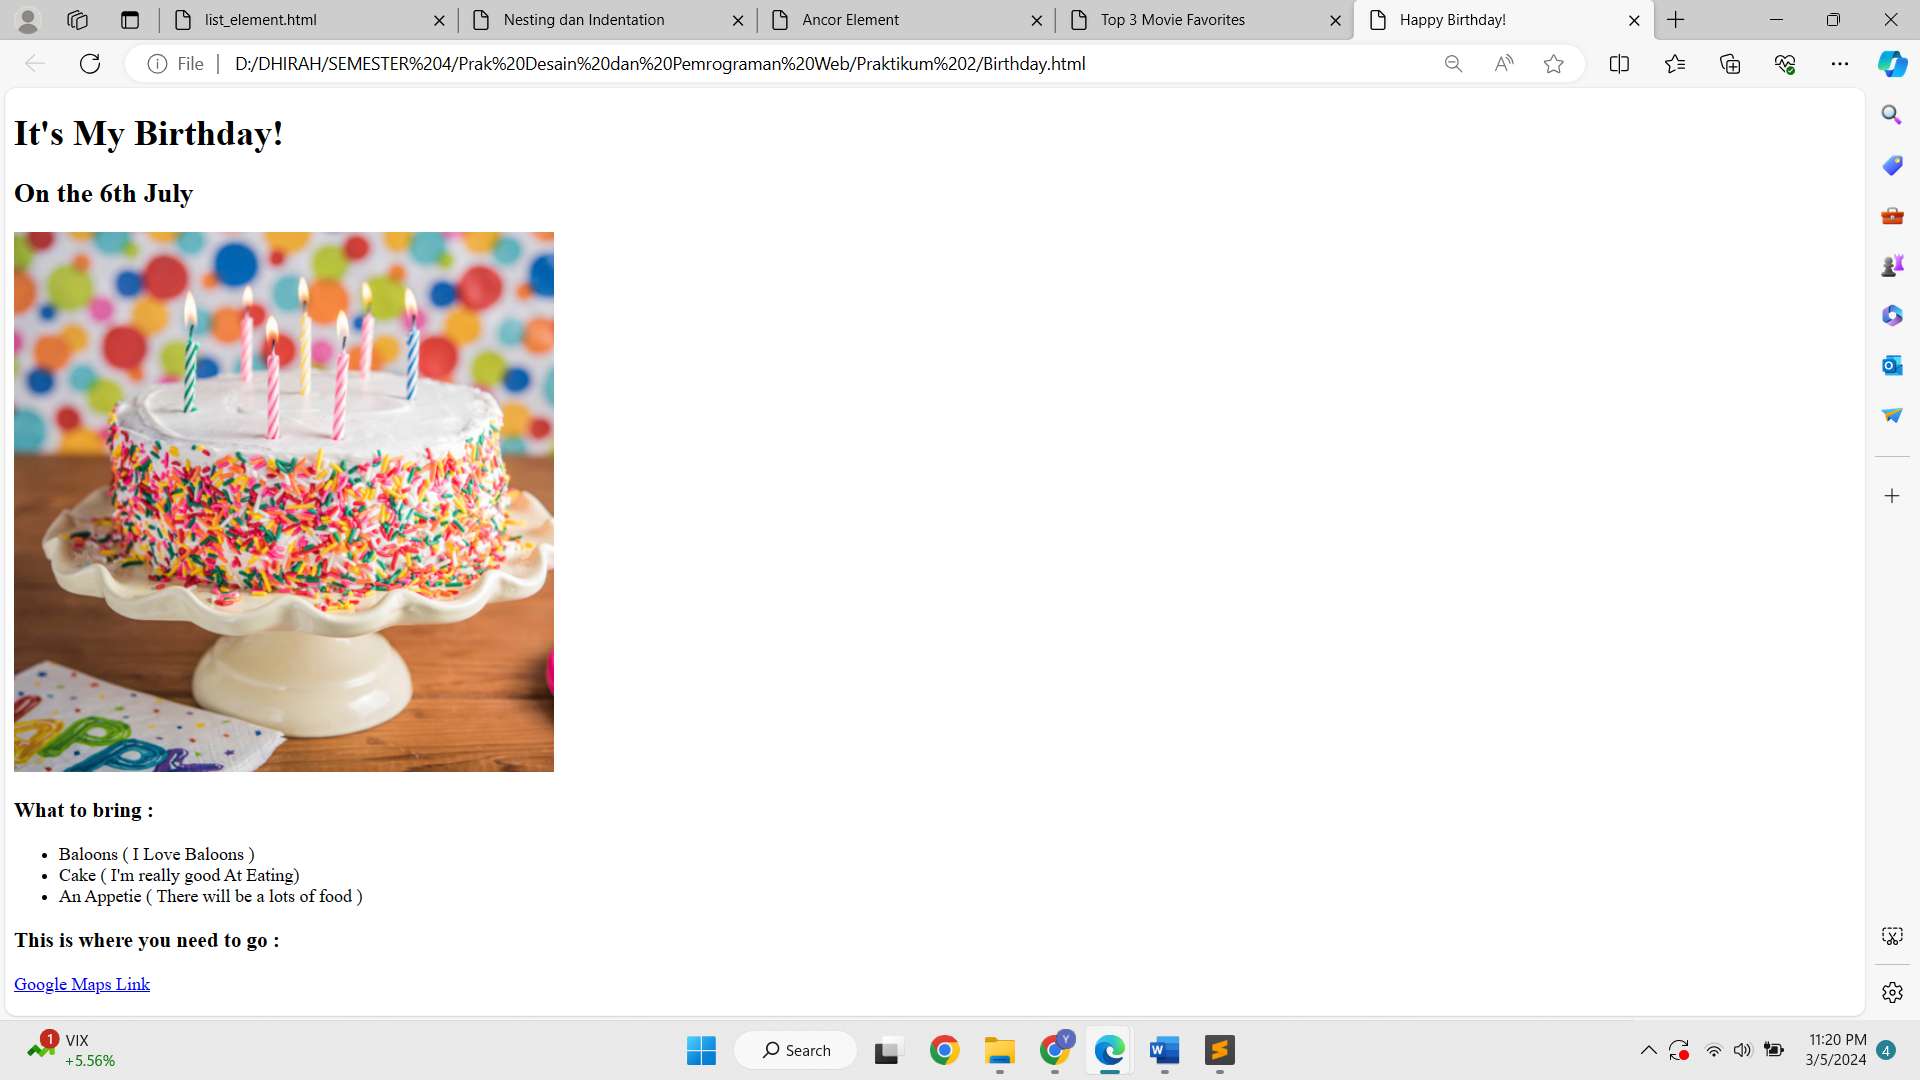 list_element.html
Nesting dan Indentation
Ancor Element
Top 3 Movie Favorites
Happy Birthday!
File
D:/DHIRAH/SEMESTER%204/Prak%20Desain%20dan%20Pemrograman%20Web/Praktikum%202/Birthday.html
It's My Birthday!
On the 6th July
What to bring :
Baloons ( I Love Baloons )
Cake ( I'm really good At Eating)
An Appetie ( There will be a lots of food )
This is where you need to go :
Google Maps Link
1
VIX
+5.56%
Search
Y
11:20 PM
3/5/2024
4